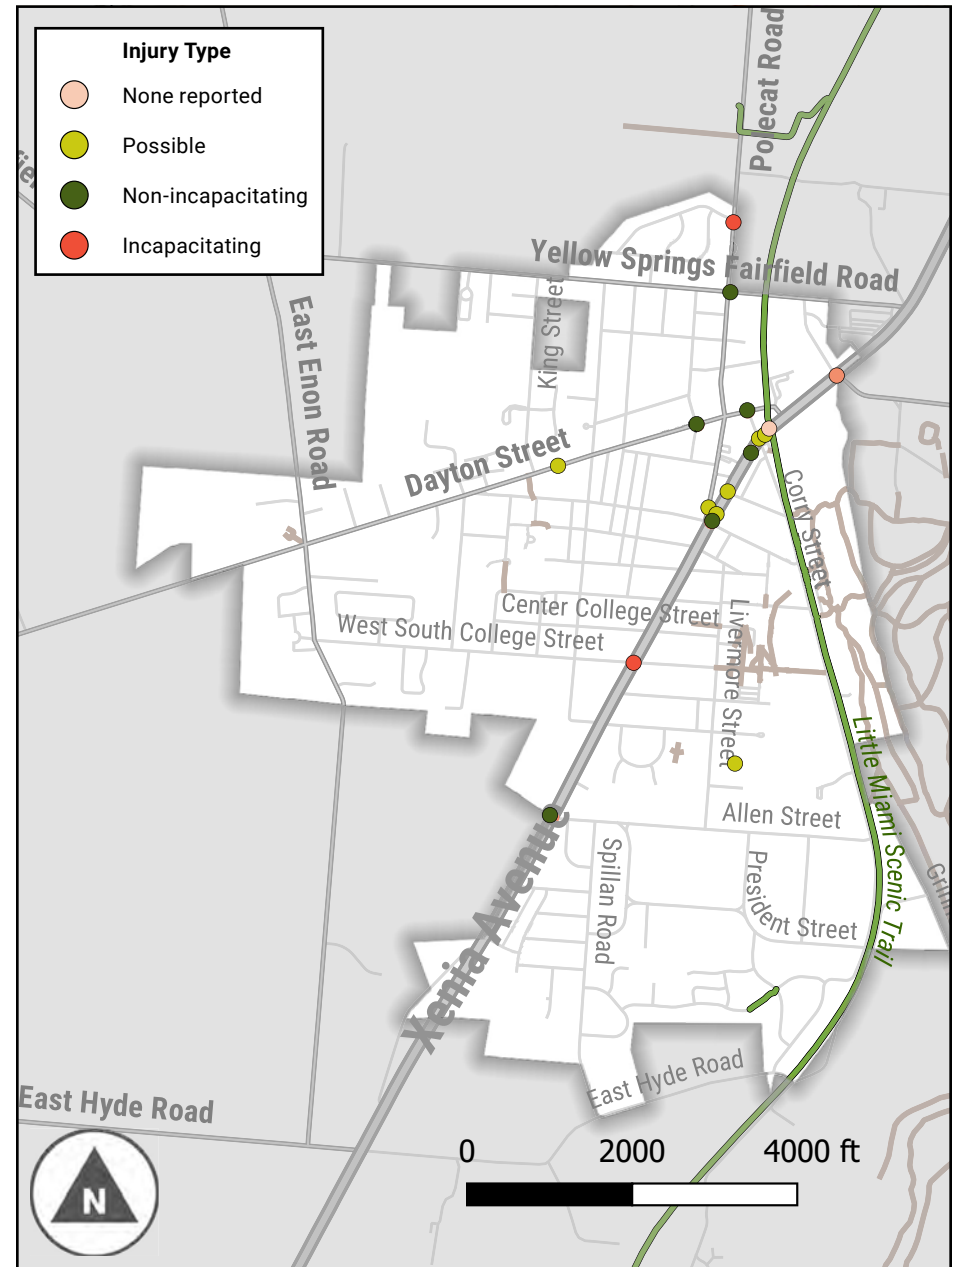 Injury Type
None reported
Possible
Non-incapacitating
Incapacitating
Polecat Road
Yellow Springs Fairfield Road
King Street
East Enon Road
Dayton Street
Corry Street
Center College Street
West South College Street
Livermore Street
Little Miami Scenic Trail
Allen Street
Spillan Road
President Street
Xenia Avenue
East Hyde Road
East Hyde Road
N
0 2000 4000 ft